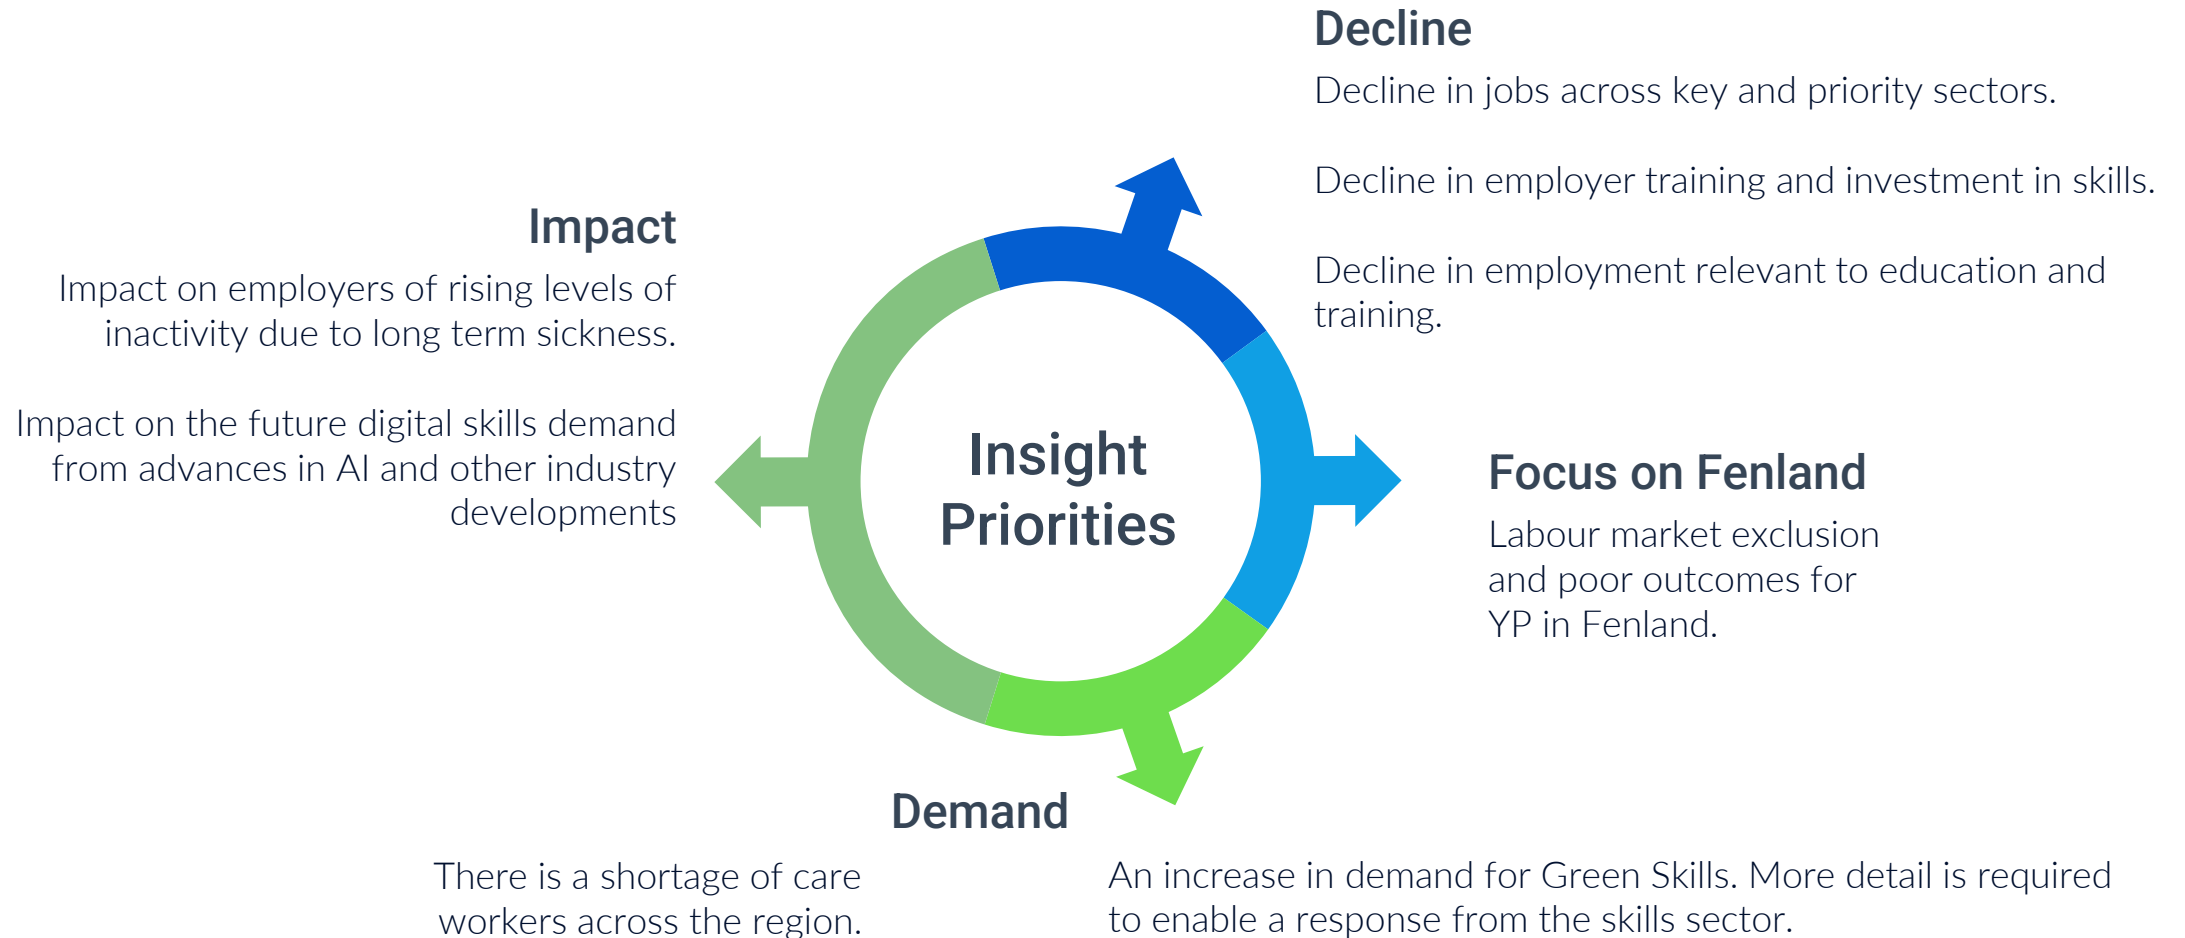 Decline
Decline in jobs across key and priority sectors.
Decline in employer training and investment in skills.
Decline in employment relevant to education and
training.
Impact
Impact on employers of rising levels of
inactivity due to long term sickness.
Impact on the future digital skills demand
from advances in AI and other industry
developments
Insight
Priorities
Focus on Fenland
Labour market exclusion
and poor outcomes for
YP in Fenland.
Demand
There is a shortage of care
workers across the region.
An increase in demand for Green Skills. More detail is required
to enable a response from the skills sector.